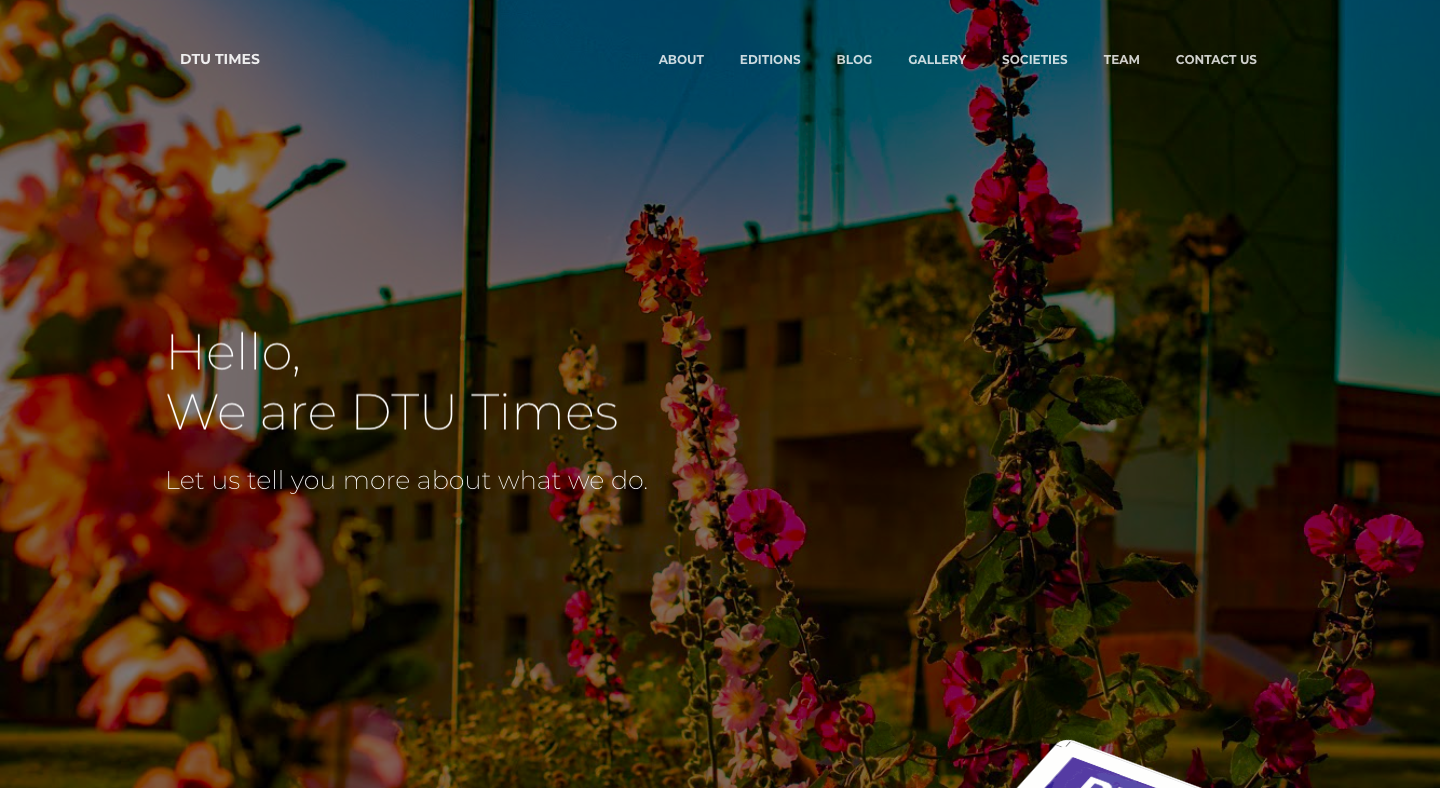 DTU TIMES
ABOUT EDITIONS BLOG GALLERY SOCIETIES TEAM CONTACT US
Hello,
We are DTU Times
Let us tell you more about what we do.